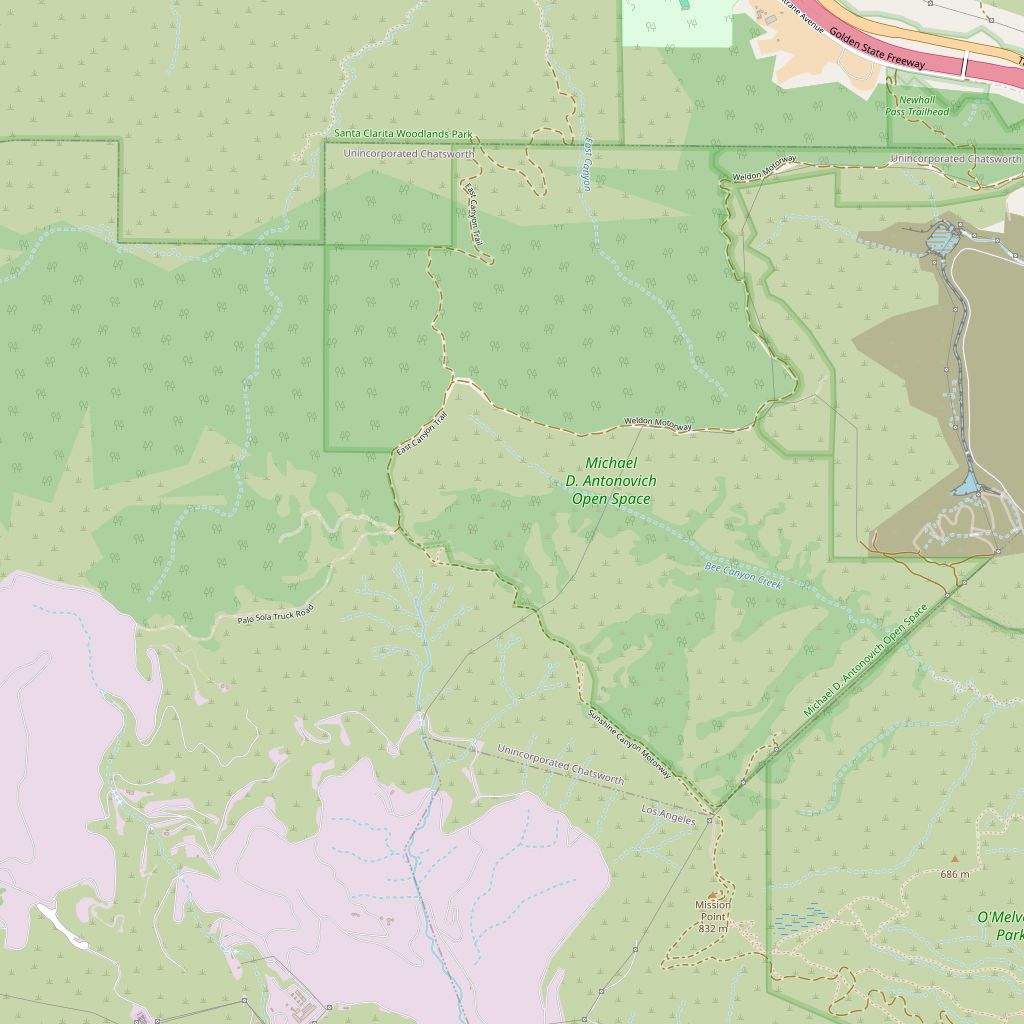 Golden State Freeway
Newhall
Pass Trailhead
Santa Clarita Woodlands Park
Unincorporated Chatsworth
Unincorporated Chatsworth
East Canyon
Weldon Motorway
East Canyon Trail
Weldon Motorway
East Canyon Trail
Michael
D. Antonovich
Open Space
Bee Canyon Creek
Palo Sola Truck Road
Michael D. Antonovich Open Space
Sunshine Canyon Motorway
Unincorporated Chatsworth
Los Angeles
686 m
Mission
Point
832 m